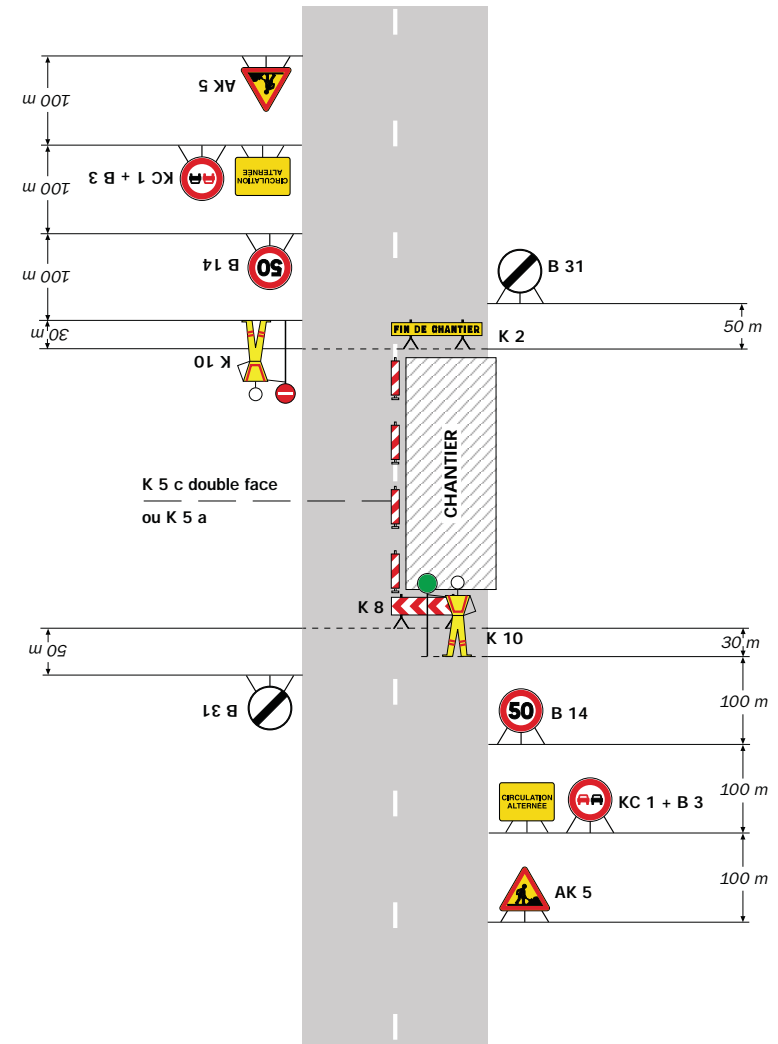 AK 5
100 m
KC 1 + B 3
CIRCULATION
ALTERNÉE
100 m
B 14
50
100 m
B 31
FIN DE CHANTIER
K 2
50 m
30 m
K 10
CHANTIER
K 5 c double face
ou K 5 a
K 8
K 10
30 m
50 m
B 31
50
B 14
100 m
CIRCULATION
ALTERNÉE
KC 1 + B 3
100 m
AK 5
100 m